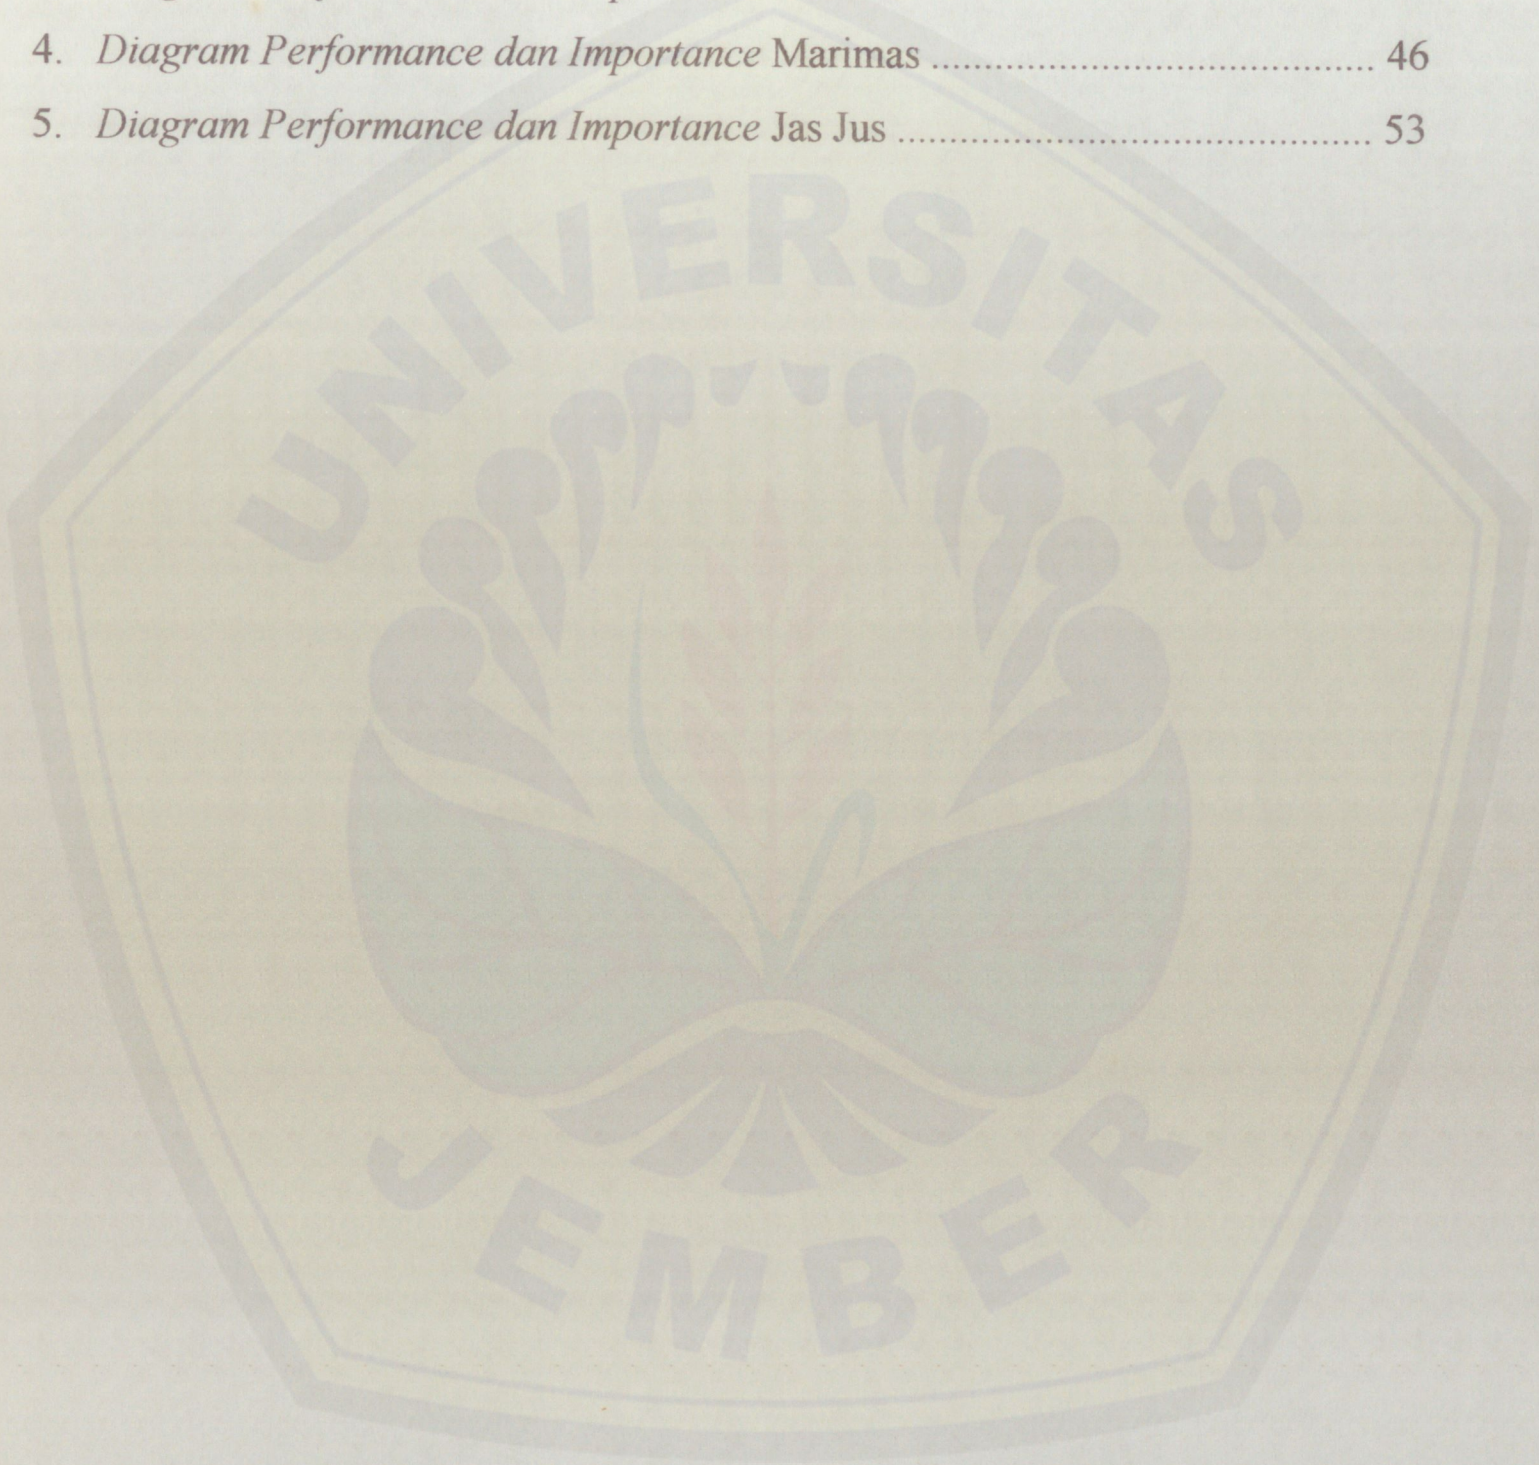 4. Diagram Performance dan Importance Marimas ........................................ 46
5. Diagram Performance dan Importance Jas Jus ........................................... 53
UNIVERSITAS
JEMBER